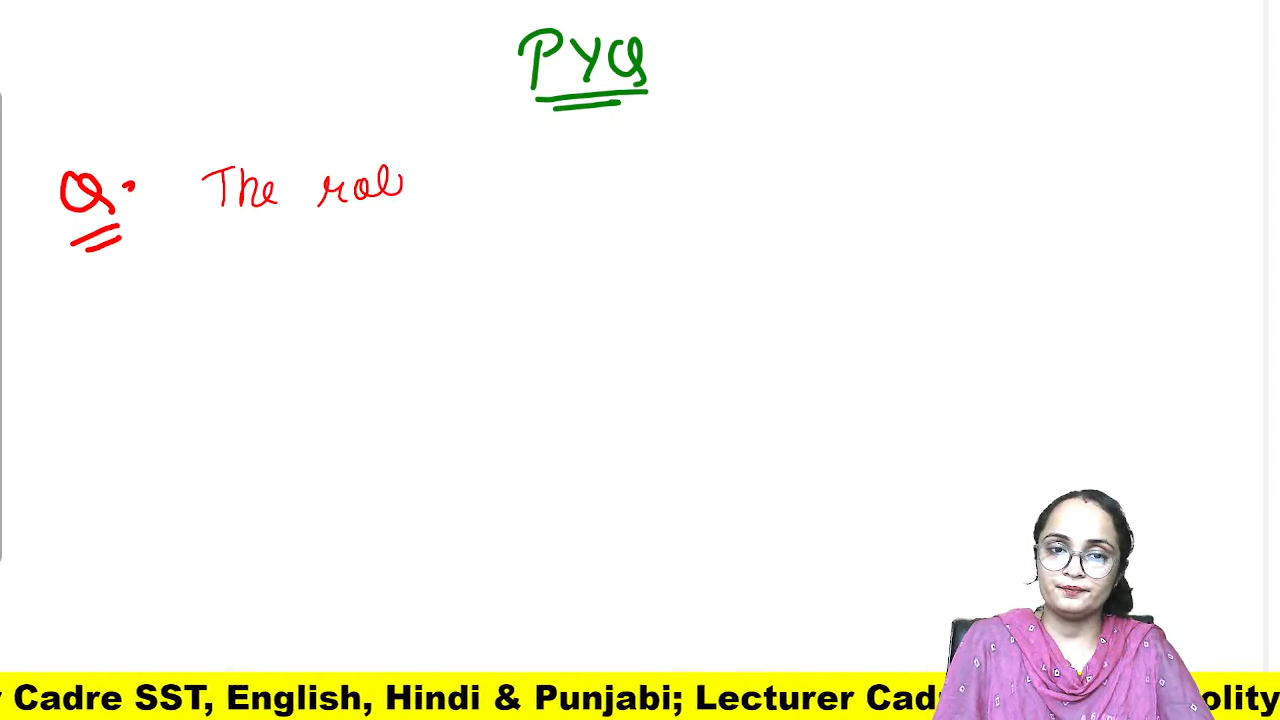 PYQ
Q. The rol
Cadre SST, English, Hindi & Punjabi; Lecturer Cad olity